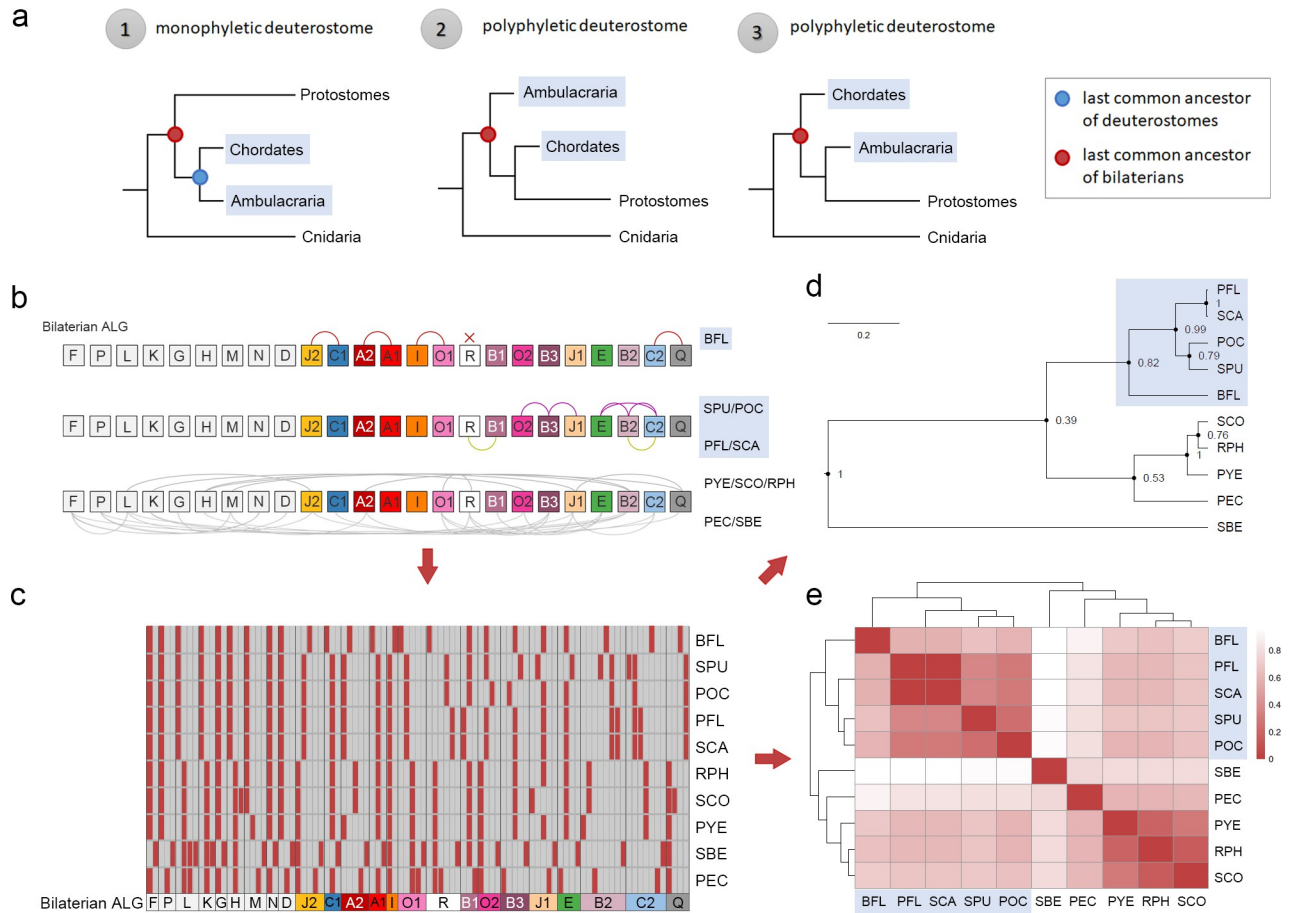 a
1 monophyletic deuterostome
2 polyphyletic deuterostome
3 polyphyletic deuterostome
Protostomes
Chordates
Ambulacraria
Cnidaria
Ambulacraria
Chordates
Protostomes
Cnidaria
Chordates
Ambulacraria
Protostomes
Cnidaria
last common ancestor
of deuterostomes
last common ancestor
of bilaterians
b
Bilaterian ALG
F P L K G H M N D J2 C1 A2 A1 I O1 R B1 O2 B3 J1 E B2 C2 Q
BFL
F P L K G H M N D J2 C1 A2 A1 I O1 R B1 O2 B3 J1 E B2 C2 Q
SPU/POC
PFL/SCA
F P L K G H M N D J2 C1 A2 A1 I O1 R B1 O2 B3 J1 E B2 C2 Q
PYE/SCO/RPH
PEC/SBE
d
0.2
PFL
1
SCA
0.99
POC
0.79
SPU
0.82
BFL
0.39
SCO
0.76
RPH
1
PYE
0.53
PEC
1
SBE
c
BFL
SPU
POC
PFL
SCA
RPH
SCO
PYE
SBE
PEC
Bilaterian ALG F P L K G H M N D J2 C1 A2 A1 I O1 R B1 O2 B3 J1 E B2 C2 Q
e
BFL
PFL
SCA
SPU
POC
SBE
PEC
PYE
RPH
SCO
0.8
0.6
0.4
0.2
0
BFL PFL SCA SPU POC SBE PEC PYE RPH SCO